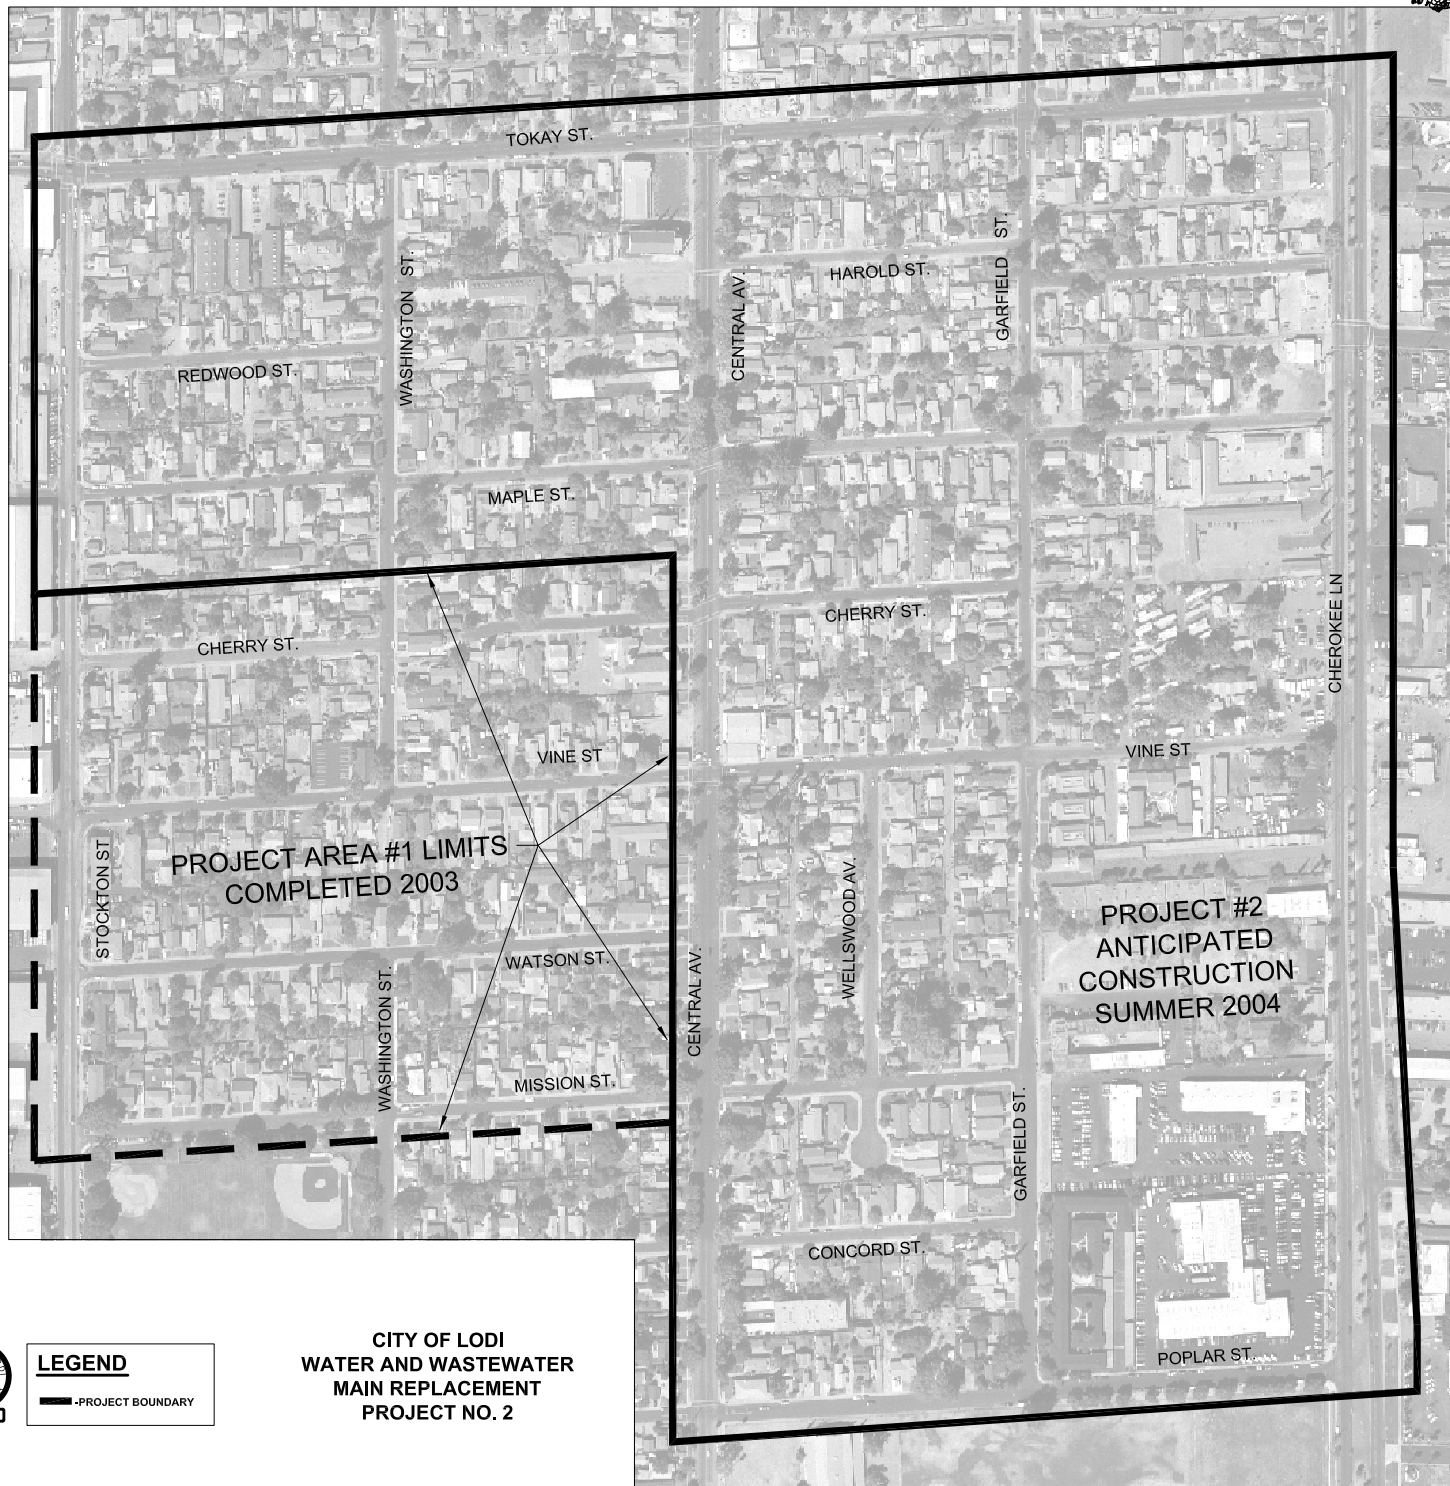 TOKAY ST.
WASHINGTON ST.
CENTRAL AV.
HAROLD ST.
GARFIELD ST.
REDWOOD ST.
MAPLE ST.
CHERRY ST.
CHERRY ST.
CHEROKEE LN
VINE ST
VINE ST
PROJECT AREA #1 LIMITS
COMPLETED 2003
STOCKTON ST
WATSON ST.
WASHINGTON ST.
CENTRAL AV.
WELLSWOOD AV.
PROJECT #2
ANTICIPATED
CONSTRUCTION
SUMMER 2004
MISSION ST.
GARFIELD ST.
CONCORD ST.
POPLAR ST.
LEGEND
-PROJECT BOUNDARY
CITY OF LODI
WATER AND WASTEWATER
MAIN REPLACEMENT
PROJECT NO. 2